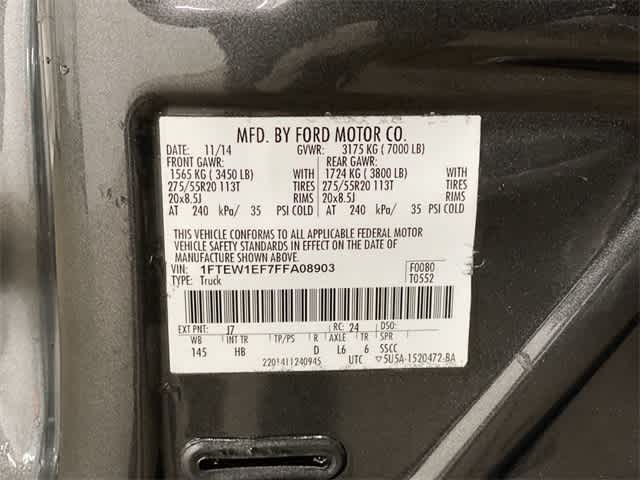 MFD. BY FORD MOTOR CO.
DATE: 11/14 GVWR: 3175 KG ( 7000 LB)
FRONT GAWR: REAR GAWR:
1565 KG ( 3450 LB) WITH 1724 KG ( 3800 LB) WITH
275/55R20 113T TIRES 275/55R20 113T TIRES
20x8.5J RIMS 20x8.5J RIMS
AT 240 kPa/ 35 PSI COLD AT 240 kPa/ 35 PSI COLD
THIS VEHICLE CONFORMS TO ALL APPLICABLE FEDERAL MOTOR
VEHICLE SAFETY STANDARDS IN EFFECT ON THE DATE OF
MANUFACTURE SHOWN ABOVE.
VIN: 1FTEW1EF7FFA08903 F0080
TYPE: Truck T0552
EXT PNT: J7 RC: 24 DSO:
WB INT TR TP/PS R AXLE TR SPR
145 HB D L6 6 SSCC
2201411240945 UTC ▽5U5A-1520472-BA